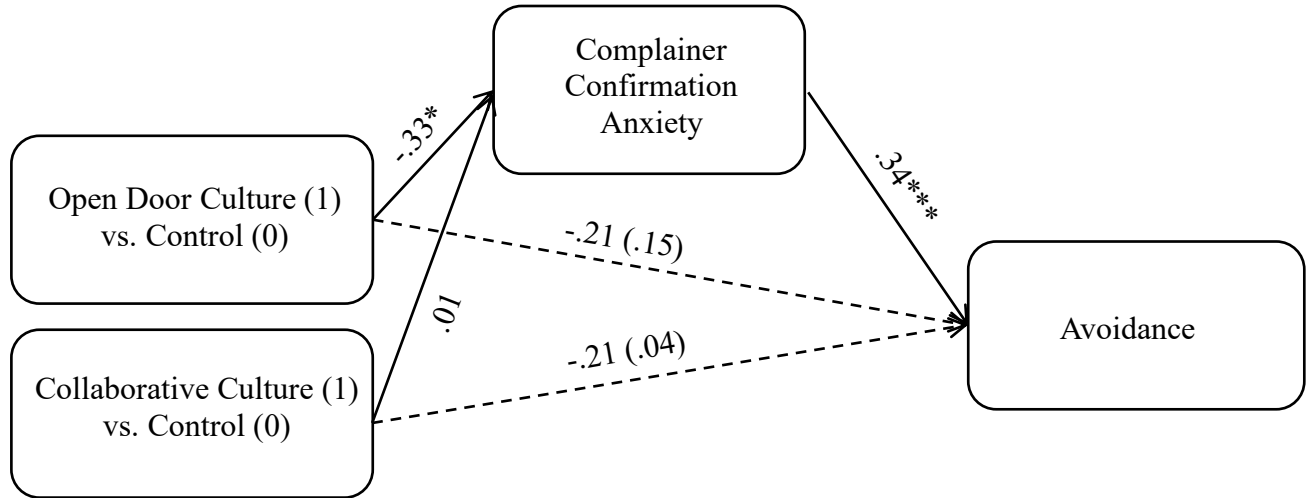 Complainer
Confirmation
Anxiety
-.33*
.34***
Open Door Culture (1)
vs. Control (0)
-.21 (.15)
.01
Avoidance
-.21 (.04)
Collaborative Culture (1)
vs. Control (0)